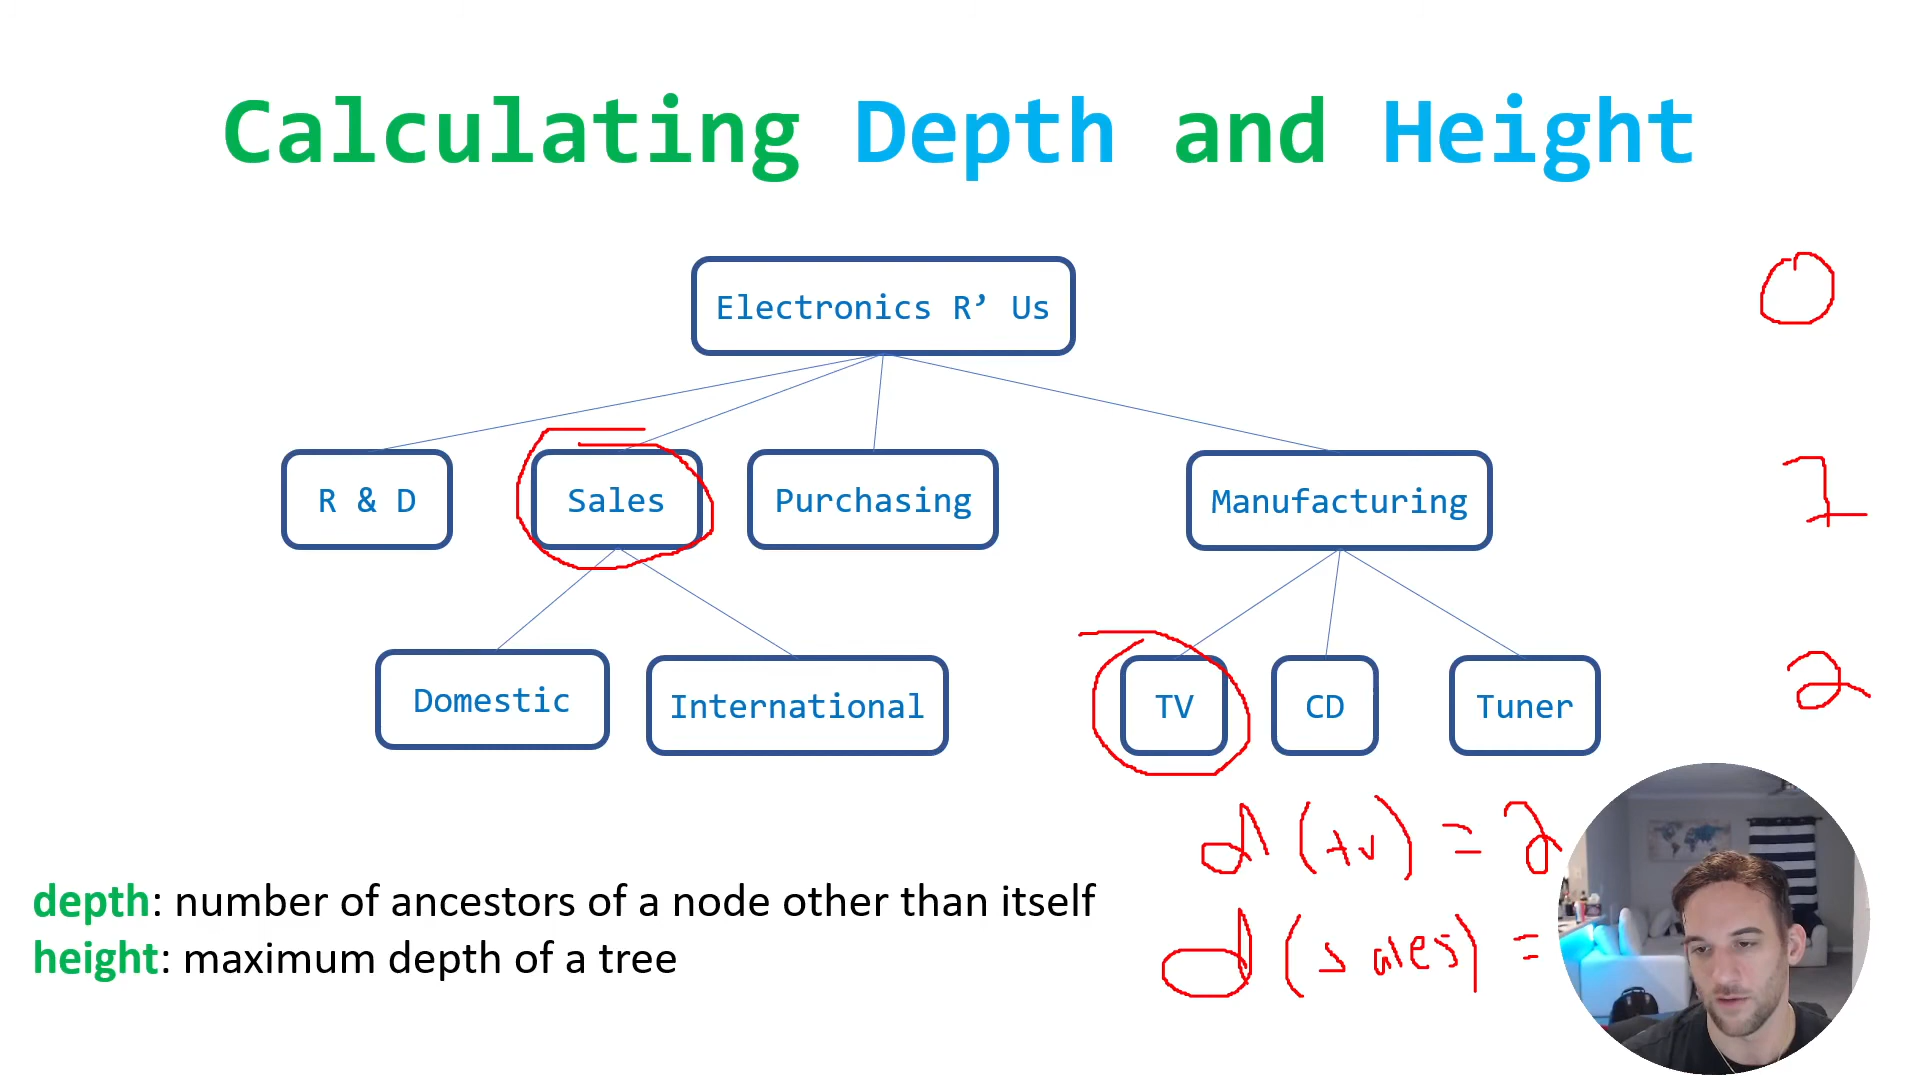 Calculating Depth and Height
Electronics R’ Us
0
R & D
Sales
Purchasing
Manufacturing
1
Domestic
International
TV
CD
Tuner
2
d(tv) = 2
depth: number of ancestors of a node other than itself
d(sales) =
height: maximum depth of a tree